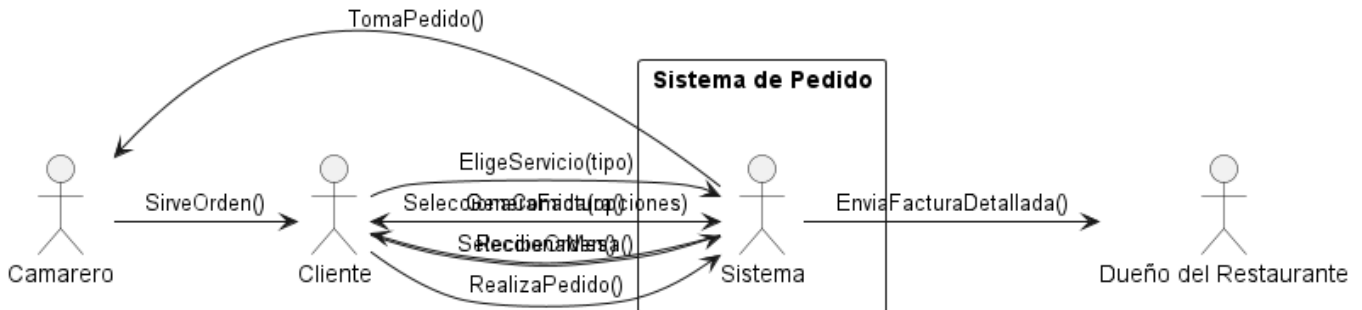 TomaPedido()
Sistema de Pedido
EligeServicio(tipo)
SirveOrden()
EnviaFacturaDetallada()
RealizaPedido()
Camarero
Cliente
Sistema
Dueño del Restaurante